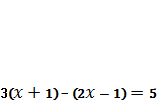 3(x + 1) - (2x − 1) = 5